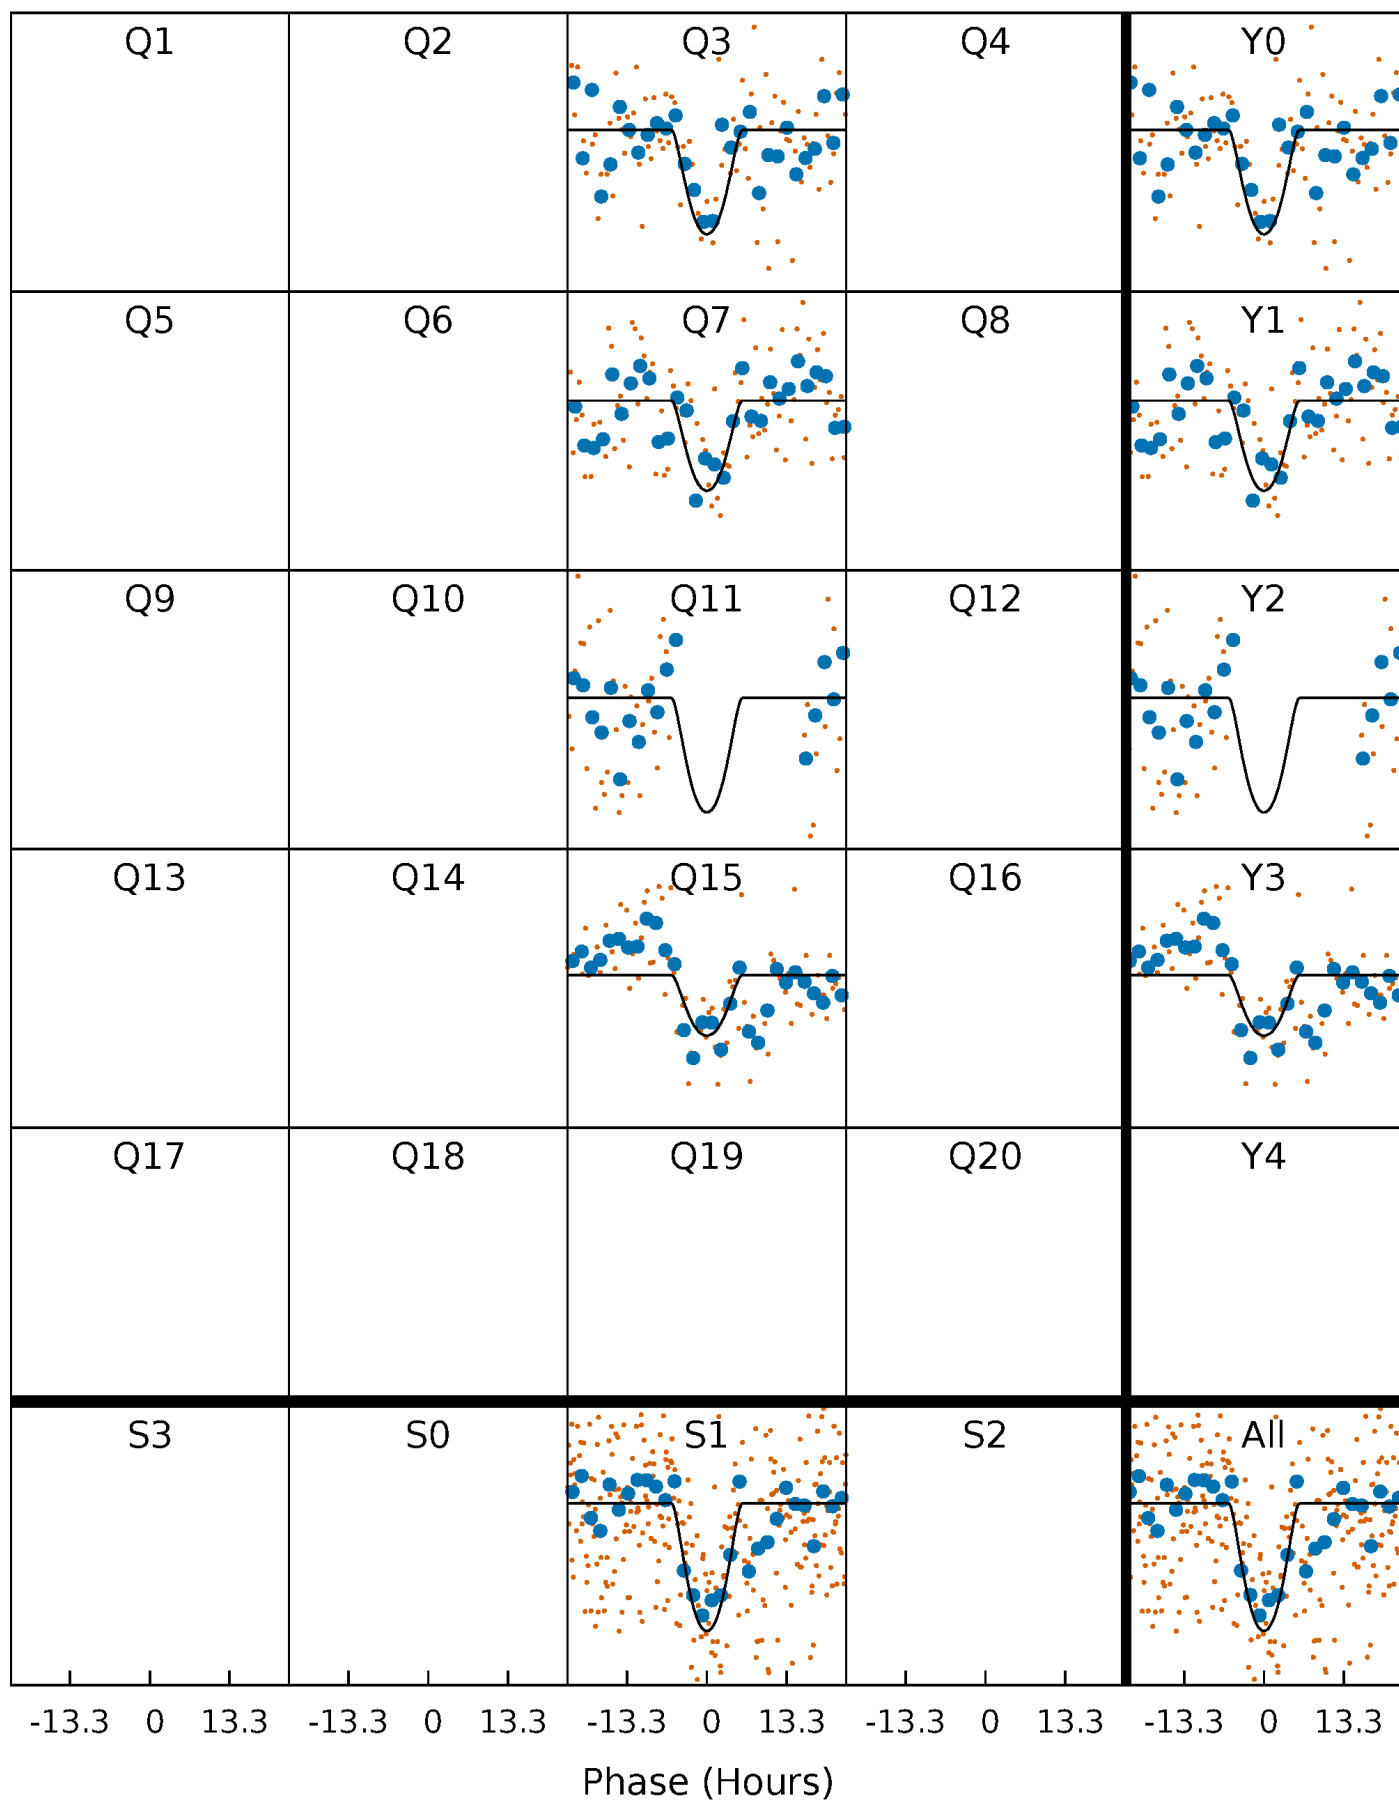 Q1 Q2 Q3 Q4 Y0
Q5 Q6 Q7 Q8 Y1
Q9 Q10 Q11 Q12 Y2
Q13 Q14 Q15 Q16 Y3
Q17 Q18 Q19 Q20 Y4
S3 S0 S1 S2 All
-13.3 0 13.3 -13.3 0 13.3 -13.3 0 13.3 -13.3 0 13.3 -13.3 0 13.3
Phase (Hours)